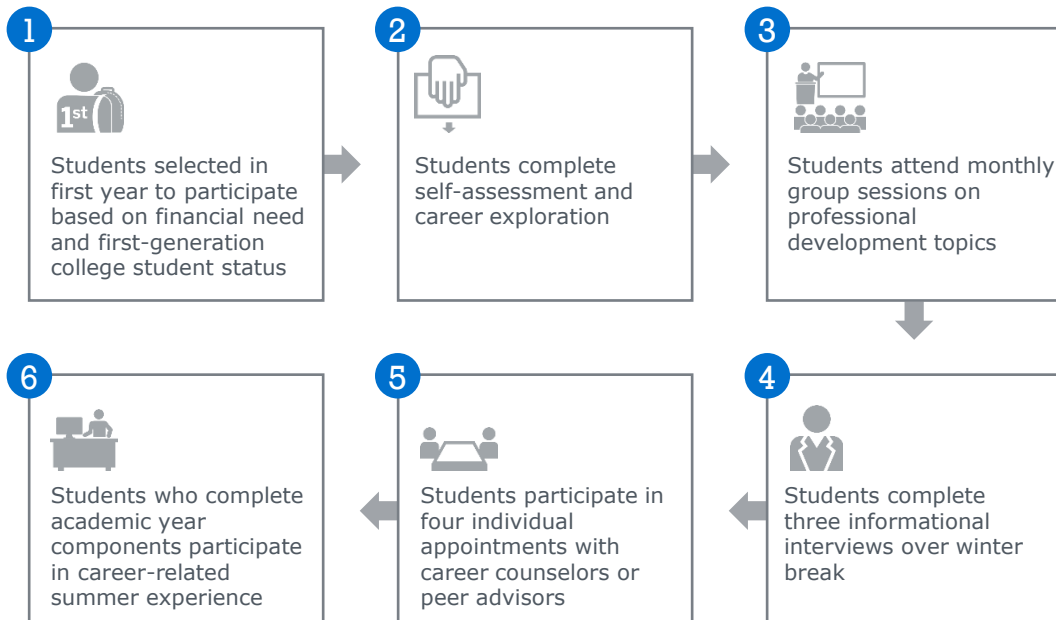 1
1st
Students selected in
first year to participate
based on financial need
and first-generation
college student status
2
Students complete
self-assessment and
career exploration
3
Students attend monthly
group sessions on
professional
development topics
4
Students complete
three informational
interviews over winter
break
5
Students participate in
four individual
appointments with
career counselors or
peer advisors
6
Students who complete
academic year
components participate
in career-related
summer experience